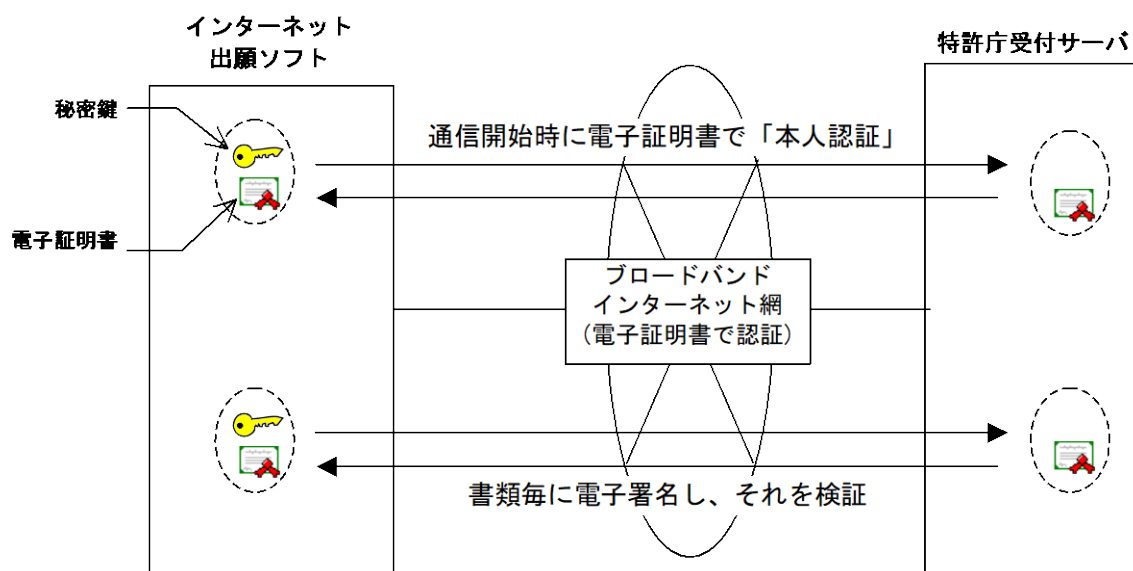 インターネット
出願ソフト
特許庁受付サーバ
秘密鍵
通信開始時に電子証明書で「本人認証」
電子証明書
ブロードバンド
インターネット網
(電子証明書で認証)
書類毎に電子署名し、それを検証